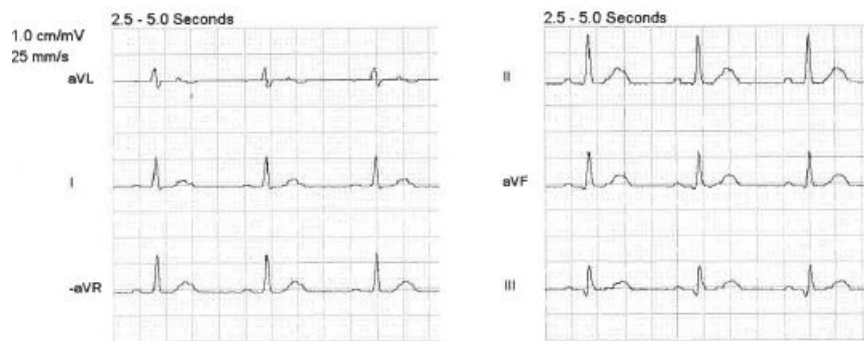 2.5 - 5.0 Seconds
1.0 cm/mV
25 mm/s
aVL
I
-aVR
2.5 - 5.0 Seconds
II
aVF
III